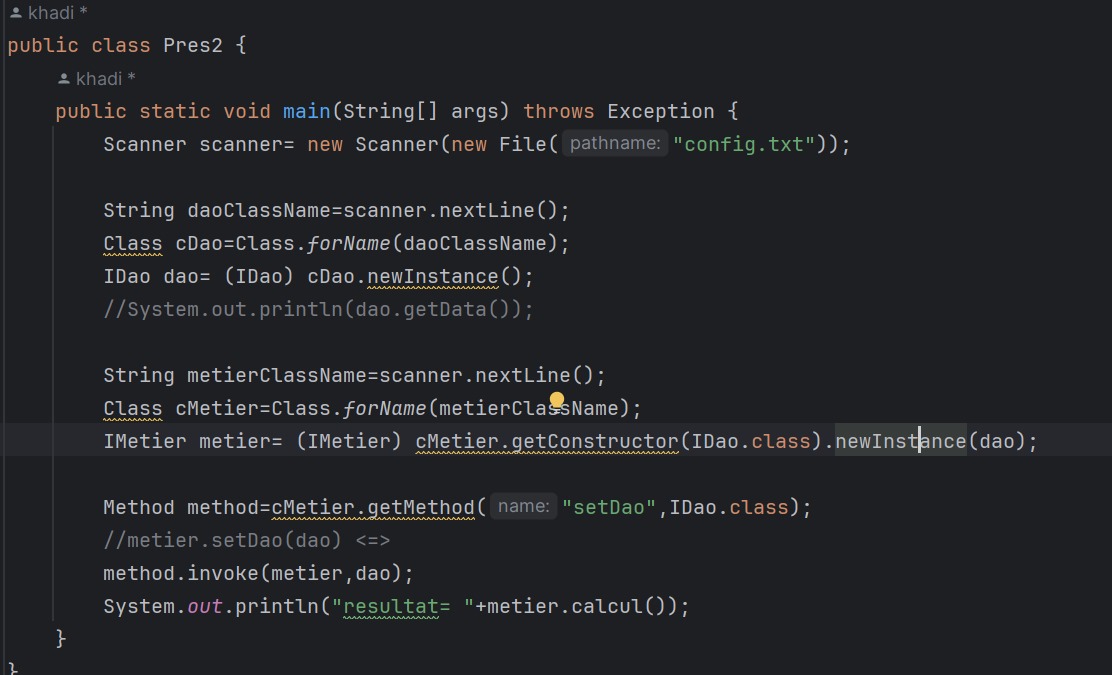 khadi *
public class Pres2 {
khadi *
public static void main(String[] args) throws Exception {
Scanner scanner= new Scanner(new File( pathname: "config.txt"));
String daoClassName=scanner.nextLine();
Class cDao=Class.forName(daoClassName);
IDao dao= (IDao) cDao.newInstance();
//System.out.println(dao.getData());
String metierClassName=scanner.nextLine();
Class cMetier=Class.forName(metierClassName);
IMetier metier= (IMetier) cMetier.getConstructor(IDao.class).newInstance(dao);
Method method=cMetier.getMethod( name: "setDao",IDao.class);
//metier.setDao(dao) <=>
method.invoke(metier,dao);
System.out.println("resultat= "+metier.calcul());
}
}